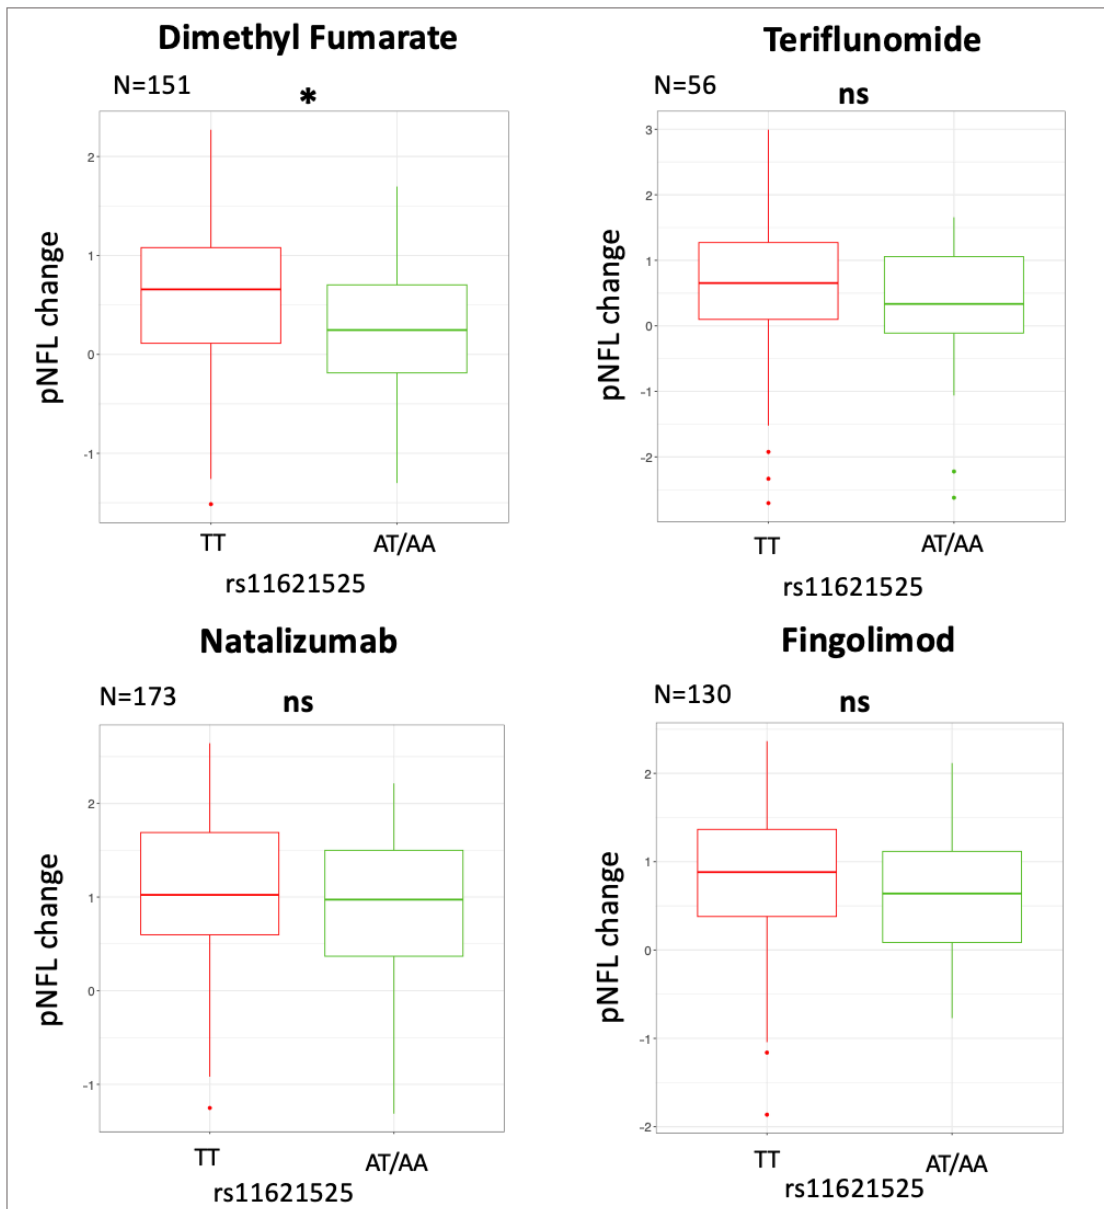 Dimethyl Fumarate
N=151
*
2
1
0
-1
pNFL change
TT AT/AA
rs11621525
Teriflunomide
N=56
ns
3
2
1
0
-1
-2
pNFL change
TT AT/AA
rs11621525
Natalizumab
N=173
ns
2
1
0
-1
pNFL change
TT AT/AA
rs11621525
Fingolimod
N=130
ns
2
1
0
-1
-2
pNFL change
TT AT/AA
rs11621525